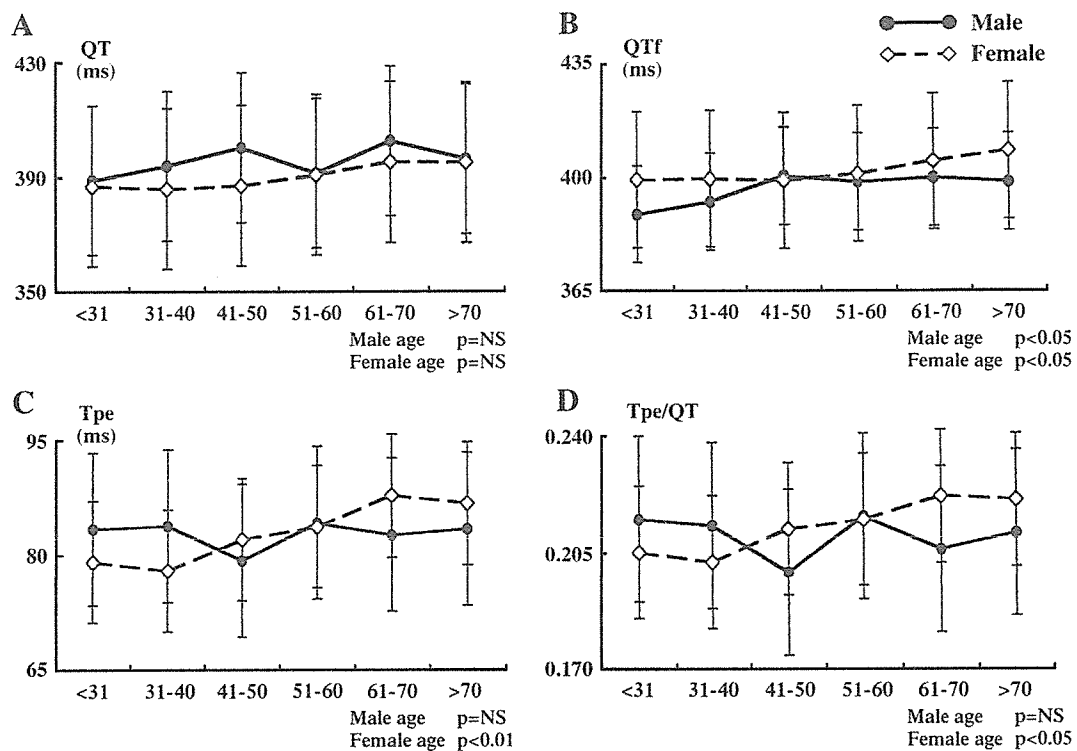 A
QT
(ms)
430
390
350
<31 31-40 41-50 51-60 61-70 >70
Male age p=NS
Female age p=NS
B
QTf
(ms)
Male
Female
435
400
365
<31 31-40 41-50 51-60 61-70 >70
Male age p<0.05
Female age p<0.05
C
Tpe
(ms)
95
80
65
<31 31-40 41-50 51-60 61-70 >70
Male age p=NS
Female age p<0.01
D
Tpe/QT
0.240
0.205
0.170
<31 31-40 41-50 51-60 61-70 >70
Male age p=NS
Female age p<0.05